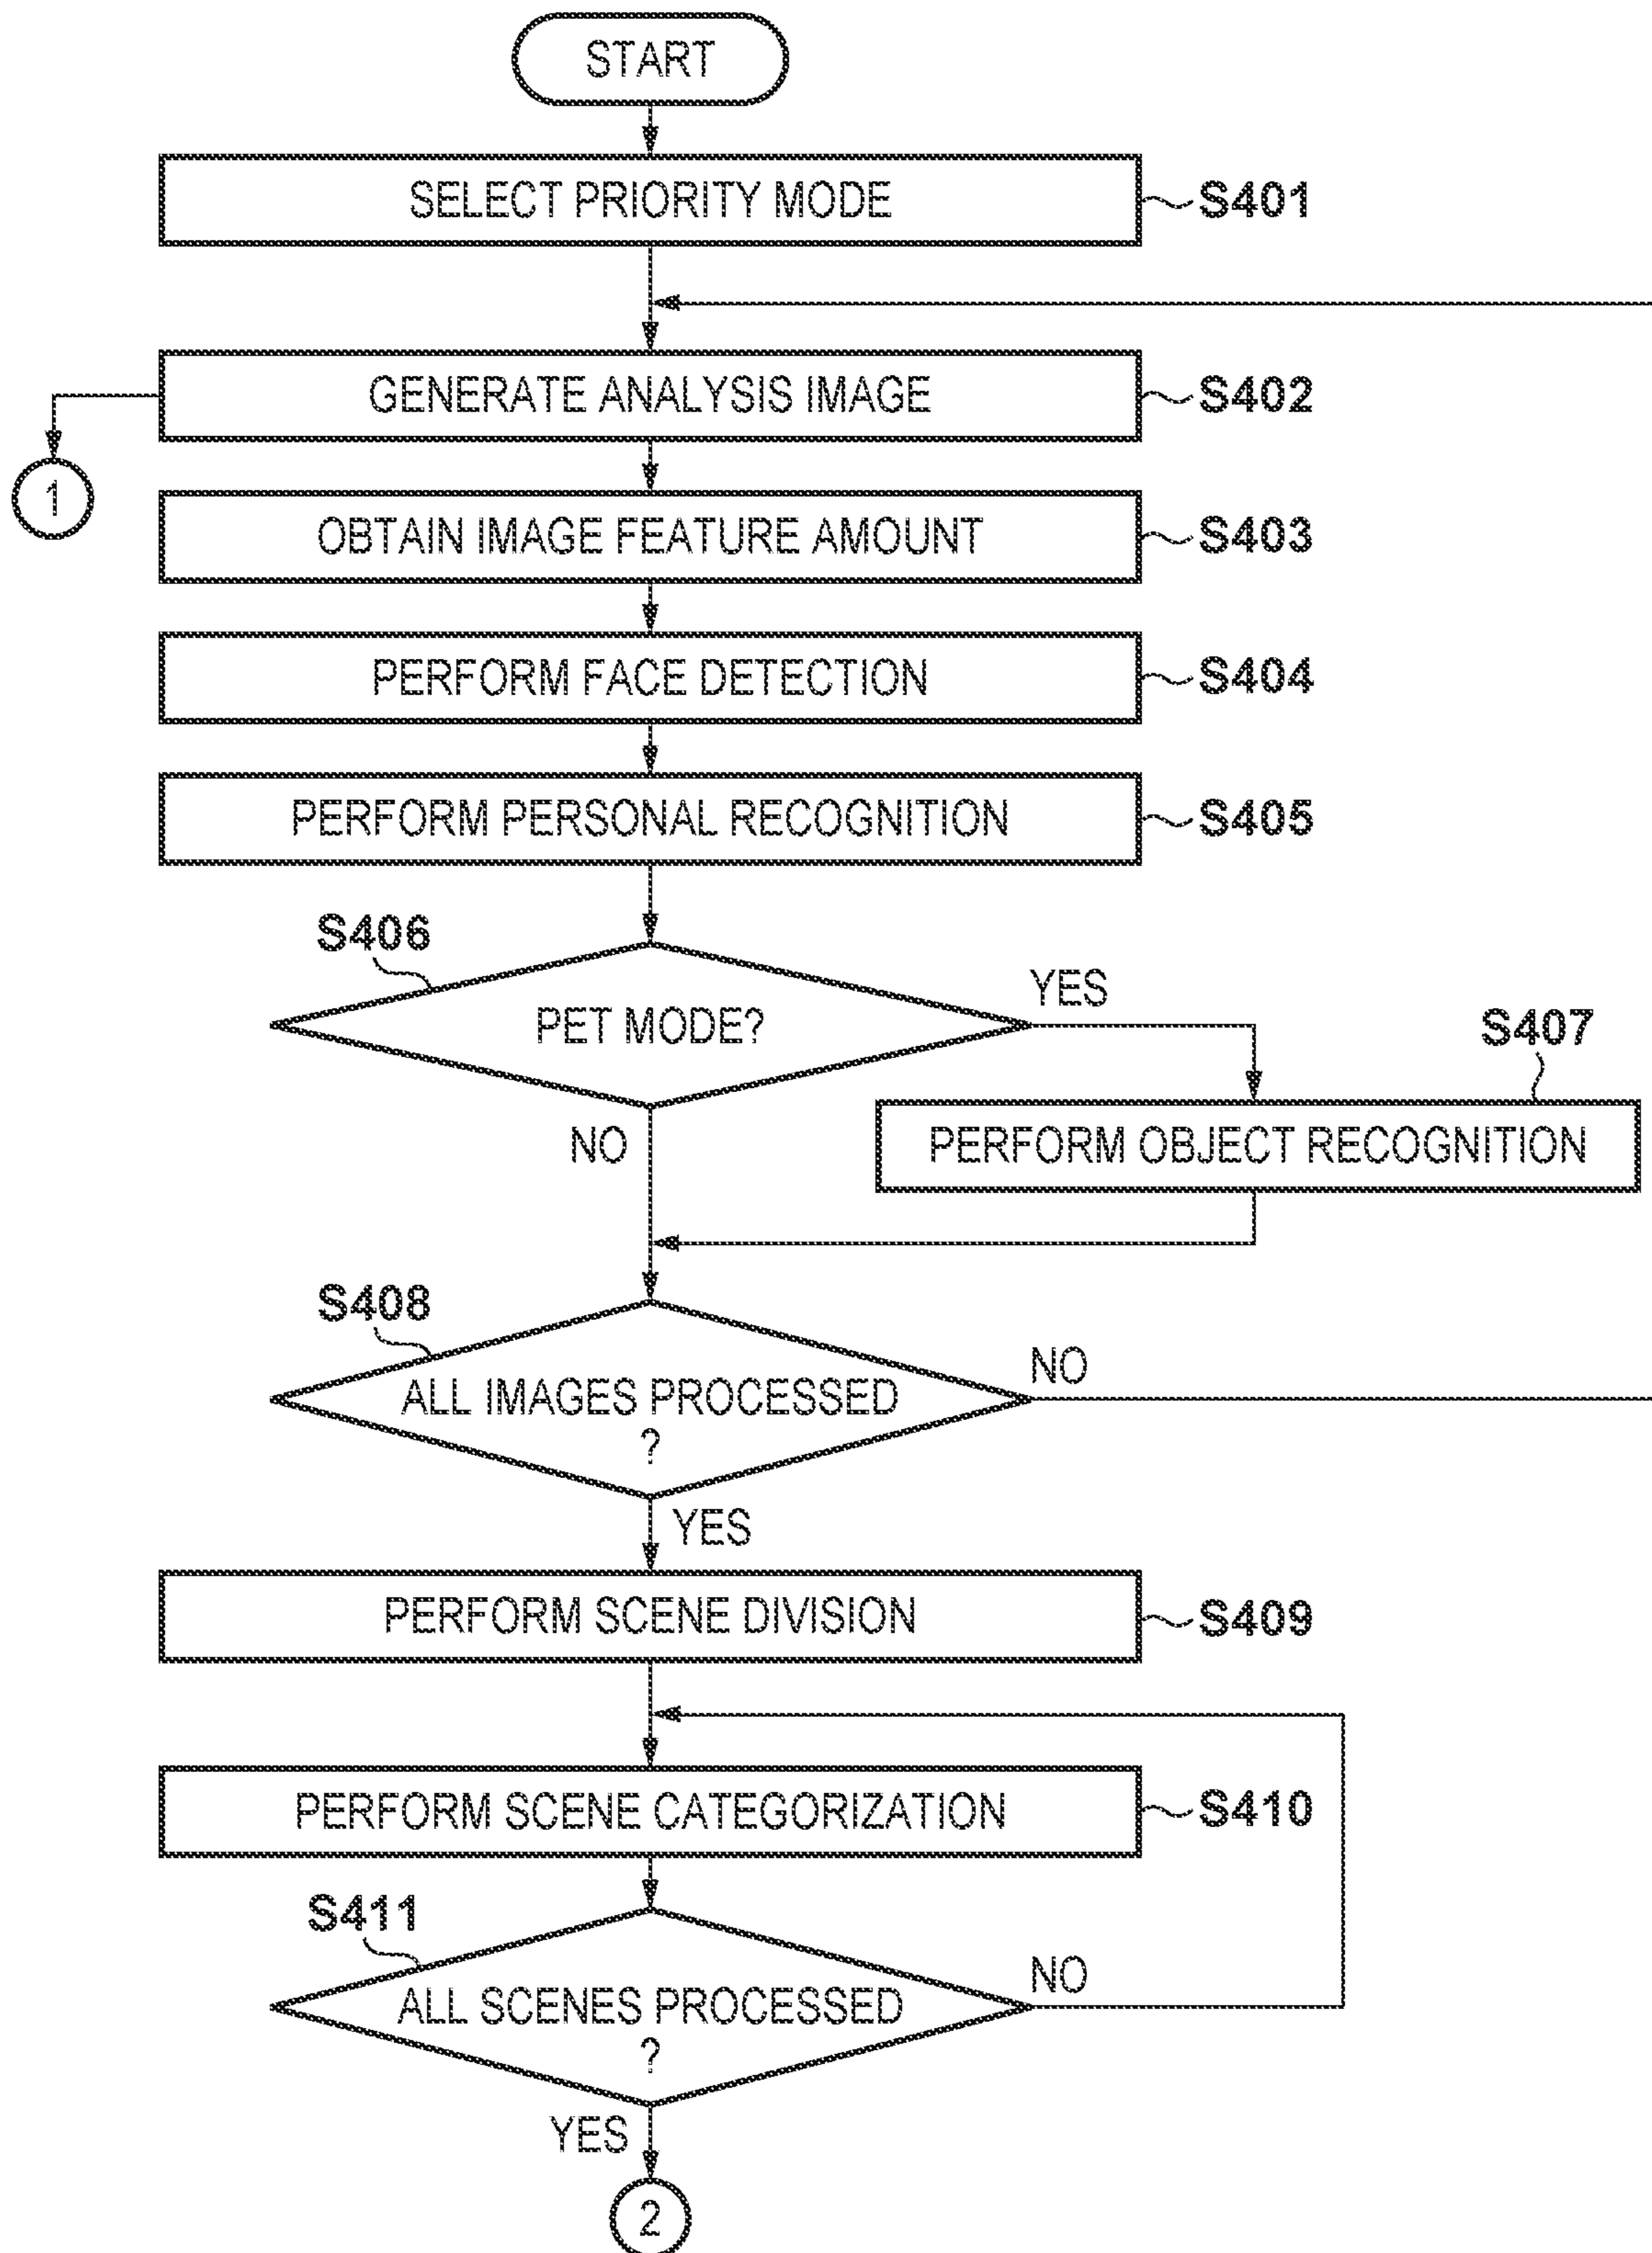 START
SELECT PRIORITY MODE
S401
GENERATE ANALYSIS IMAGE
S402
1
OBTAIN IMAGE FEATURE AMOUNT
S403
PERFORM FACE DETECTION
S404
PERFORM PERSONAL RECOGNITION
S405
S406
PET MODE?
YES
NO
S407
PERFORM OBJECT RECOGNITION
S408
ALL IMAGES PROCESSED
?
NO
YES
PERFORM SCENE DIVISION
S409
PERFORM SCENE CATEGORIZATION
S410
S411
ALL SCENES PROCESSED
?
NO
YES
2